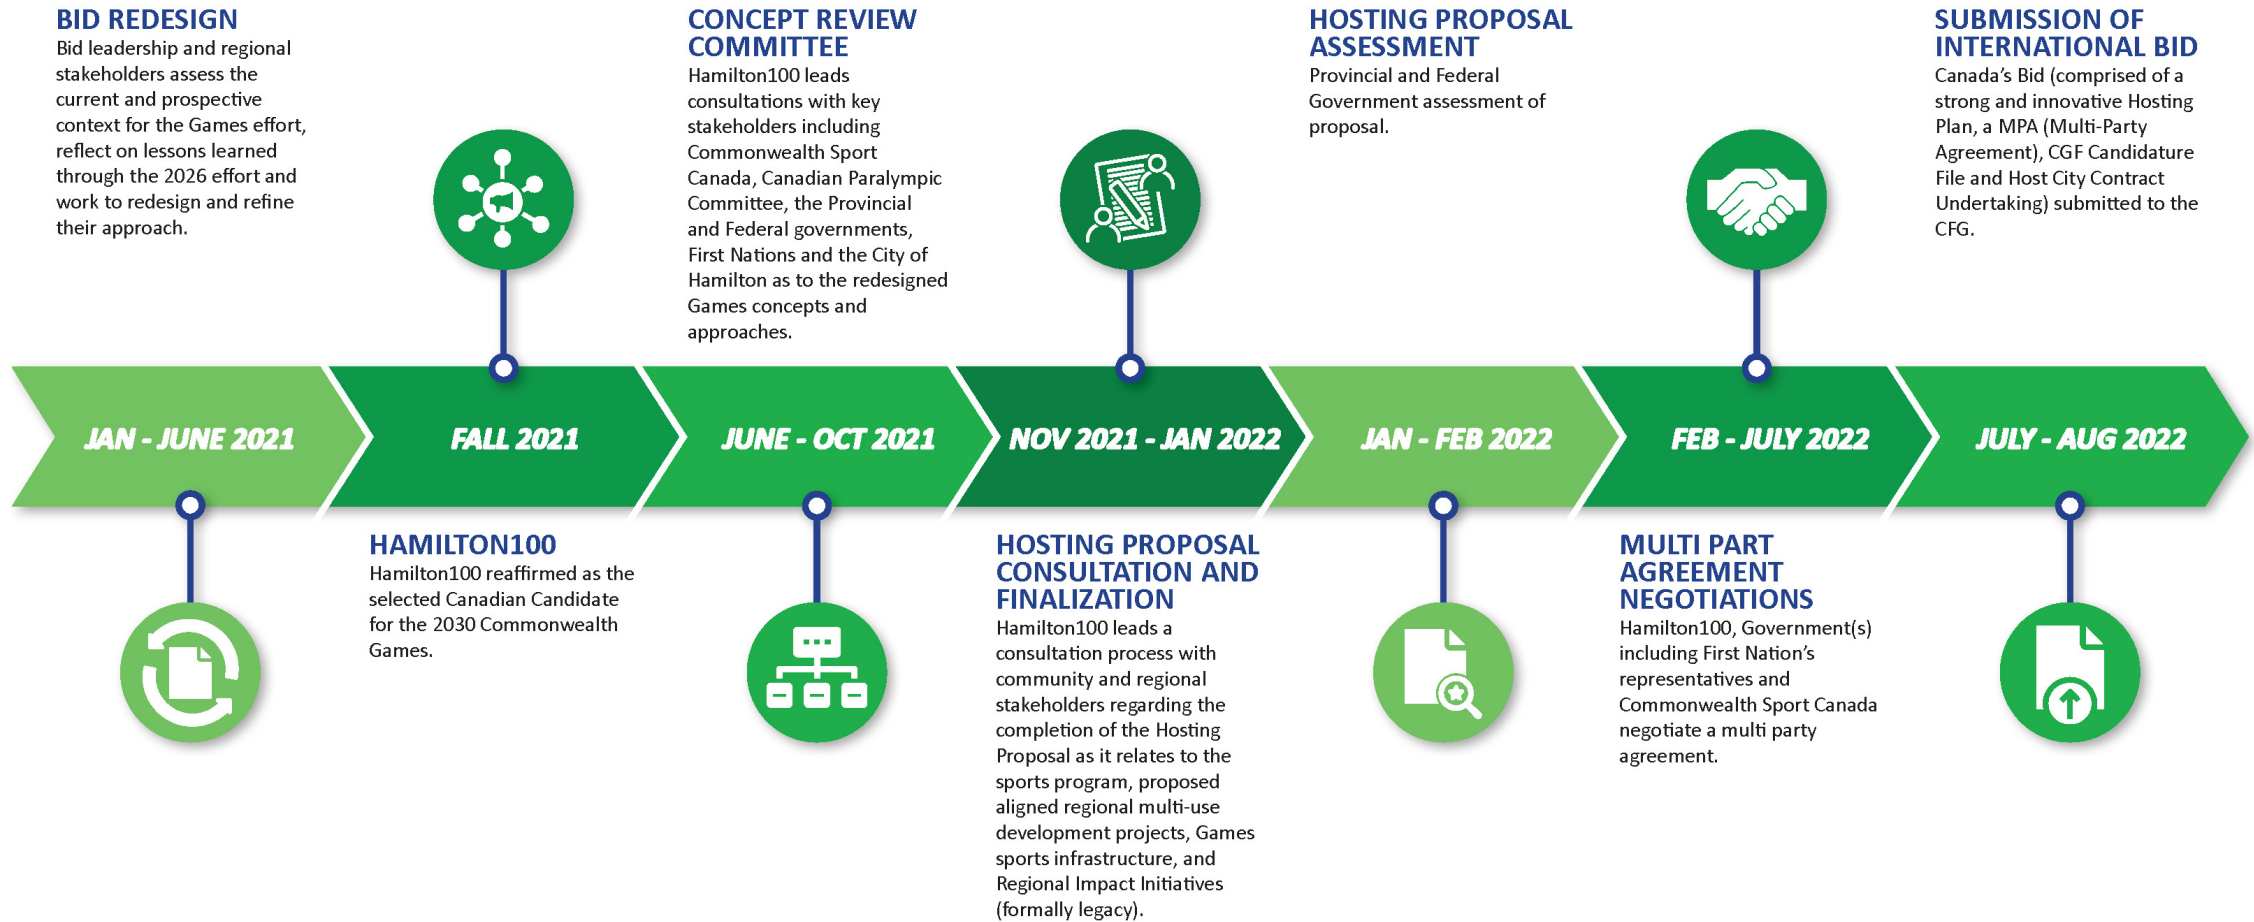 BID REDESIGN
Bid leadership and regional
stakeholders assess the
current and prospective
context for the Games effort,
reflect on lessons learned
through the 2026 effort and
work to redesign and refine
their approach.
CONCEPT REVIEW
COMMITTEE
Hamilton100 leads
consultations with key
stakeholders including
Commonwealth Sport
Canada, Canadian Paralympic
Committee, the Provincial
and Federal governments,
First Nations and the City of
Hamilton as to the redesigned
Games concepts and
approaches.
HOSTING PROPOSAL
ASSESSMENT
Provincial and Federal
Government assessment of
proposal.
SUBMISSION OF
INTERNATIONAL BID
Canada’s Bid (comprised of a
strong and innovative Hosting
Plan, a MPA (Multi-Party
Agreement), CGF Candidature
File and Host City Contract
Undertaking) submitted to the
CFG.
JAN - JUNE 2021
FALL 2021
JUNE - OCT 2021
NOV 2021 - JAN 2022
JAN - FEB 2022
FEB - JULY 2022
JULY - AUG 2022
HAMILTON100
Hamilton100 reaffirmed as the
selected Canadian Candidate
for the 2030 Commonwealth
Games.
HOSTING PROPOSAL
CONSULTATION AND
FINALIZATION
Hamilton100 leads a
consultation process with
community and regional
stakeholders regarding the
completion of the Hosting
Proposal as it relates to the
sports program, proposed
aligned regional multi-use
development projects, Games
sports infrastructure, and
Regional Impact Initiatives
(formally legacy).
MULTI PART
AGREEMENT
NEGOTIATIONS
Hamilton100, Government(s)
including First Nation’s
representatives and
Commonwealth Sport Canada
negotiate a multi party
agreement.